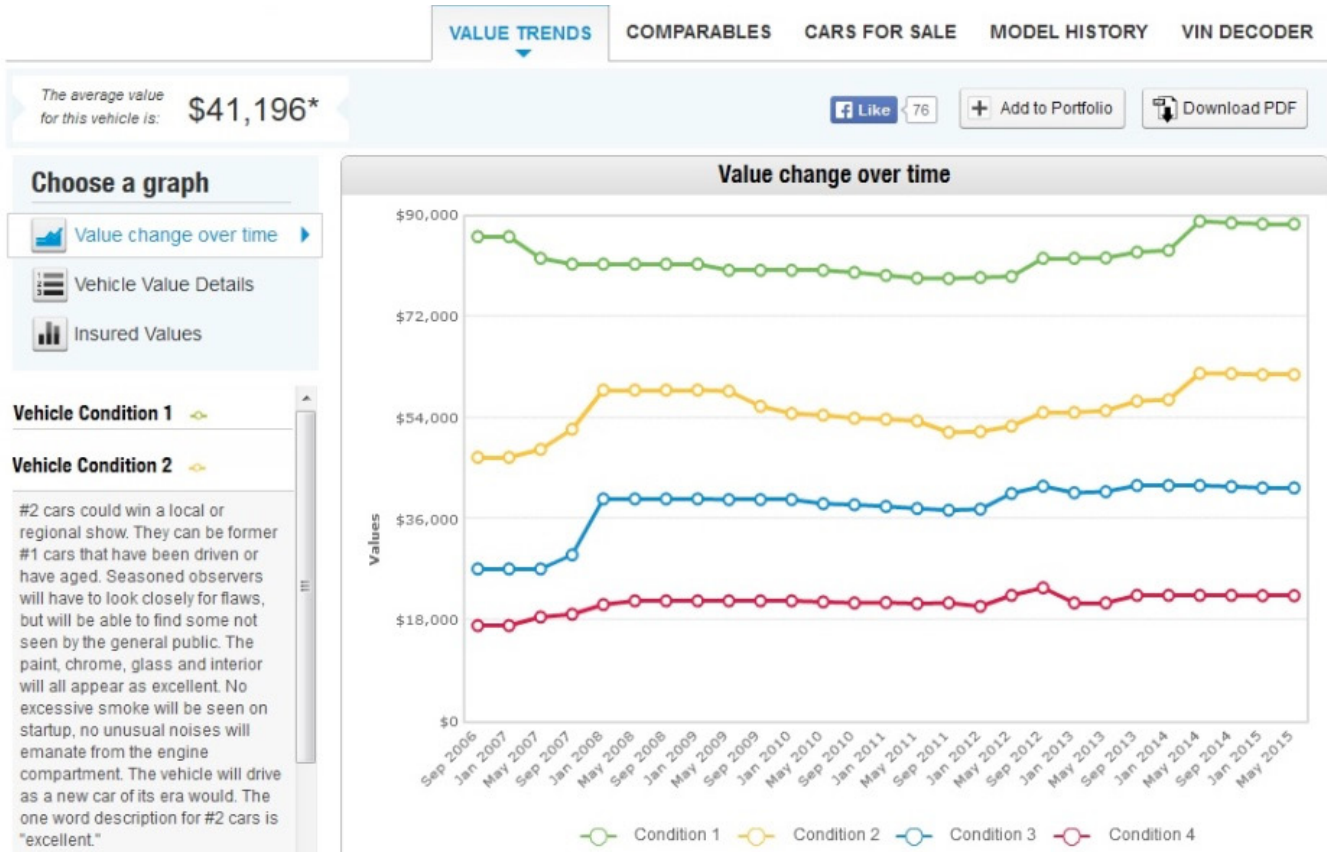 VALUE TRENDS
COMPARABLES
CARS FOR SALE
MODEL HISTORY
VIN DECODER
The average value
for this vehicle is:
$41,196*
Like
76
Add to Portfolio
Download PDF
Choose a graph
Value change over time
Vehicle Value Details
Insured Values
Vehicle Condition 1
Vehicle Condition 2
#2 cars could win a local or
regional show. They can be former
#1 cars that have been driven or
have aged. Seasoned observers
will have to look closely for flaws,
but will be able to find some not
seen by the general public. The
paint, chrome, glass and interior
will all appear as excellent. No
excessive smoke will be seen on
startup, no unusual noises will
emanate from the engine
compartment. The vehicle will drive
as a new car of its era would. The
one word description for #2 cars is
"excellent."
Value change over time
$90,000
$72,000
$54,000
$36,000
$18,000
$0
Values
Sep 2006
Jan 2007
May 2007
Sep 2007
Jan 2008
May 2008
Sep 2008
Jan 2009
May 2009
Sep 2009
Jan 2010
May 2010
Sep 2010
Jan 2011
May 2011
Sep 2011
Jan 2012
May 2012
Sep 2012
Jan 2013
May 2013
Sep 2013
Jan 2014
May 2014
Sep 2014
Jan 2015
May 2015
Condition 1
Condition 2
Condition 3
Condition 4